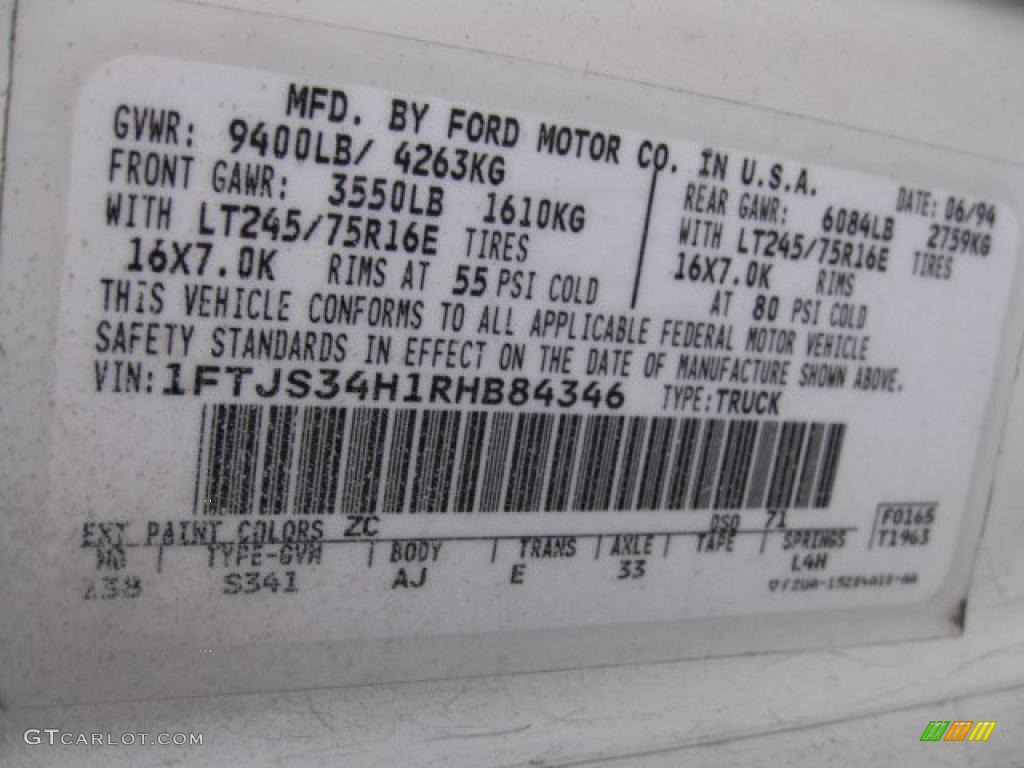 MFD. BY FORD MOTOR CO. IN U.S.A.
GVWR: 9400LB/ 4263KG
DATE: 06/94
FRONT GAWR: 3550LB 1610KG
WITH LT245/75R16E TIRES
16X7.0K RIMS AT 55 PSI COLD
REAR GAWR: 6084LB 2759KG
WITH LT245/75R16E TIRES
16X7.0K RIMS
AT 80 PSI COLD
THIS VEHICLE CONFORMS TO ALL APPLICABLE FEDERAL MOTOR VEHICLE
SAFETY STANDARDS IN EFFECT ON THE DATE OF MANUFACTURE SHOWN ABOVE.
VIN: 1FTJS34H1RHB84346 TYPE: TRUCK
EXT PAINT COLORS ZC DSO 71
F0165
T1963
TYPE-GVM BODY TRANS AXLE TAPE SPRINGS
138 S341 AJ E 33 L4H
GTCARLOT.COM